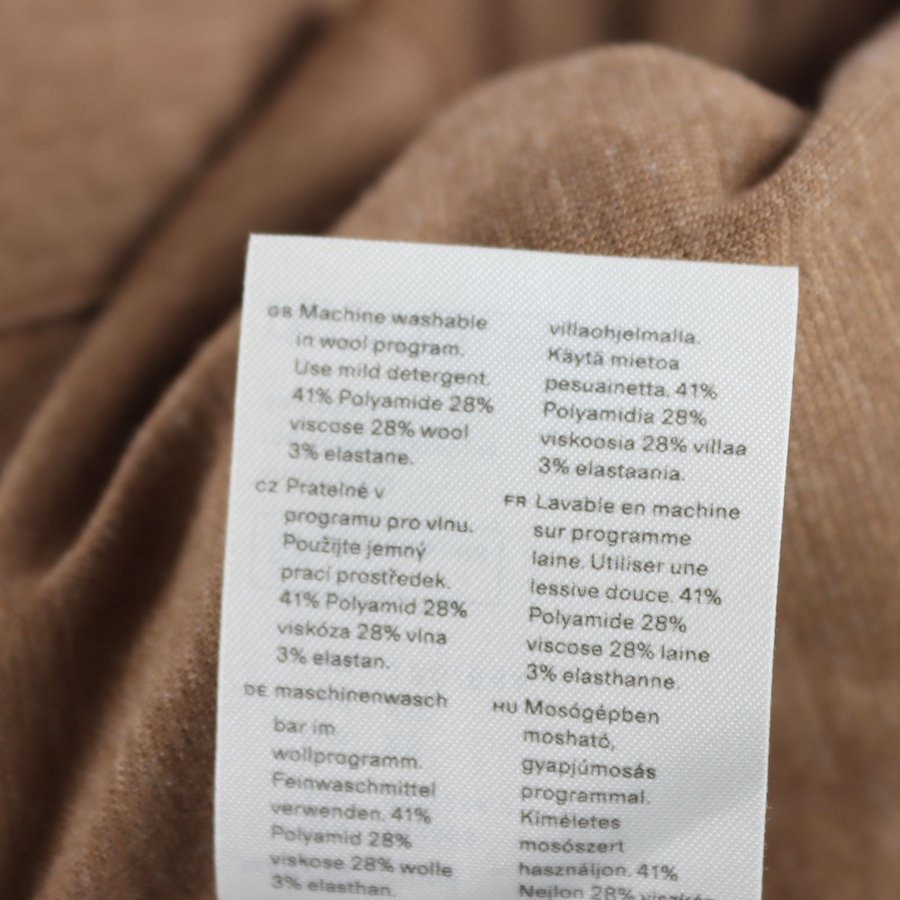 GB Machine washable
in wool program.
Use mild detergent.
41% Polyamide 28%
viscose 28% wool
3% elastane.
CZ Pratelné v
programu pro vlnu.
Použijte jemný
prací prostředek.
41% Polyamid 28%
viskóza 28% vlna
3% elastan.
DE maschinenwasch
bar im
wollprogramm.
Feinwaschmittel
verwenden. 41%
Polyamid 28%
viskose 28% wolle
3% elasthan.
villaohjelmalla.
Käytä mietoa
pesuainetta. 41%
Polyamidia 28%
viskoosia 28% villaa
3% elastaania.
FR Lavable en machine
sur programme
laine. Utiliser une
lessive douce. 41%
Polyamide 28%
viscose 28% laine
3% elasthanne.
HU Mosógépben
mosható,
gyapjúmosás
programmal.
Kíméletes
mosószert
használjon. 41%
Nejlon 28%